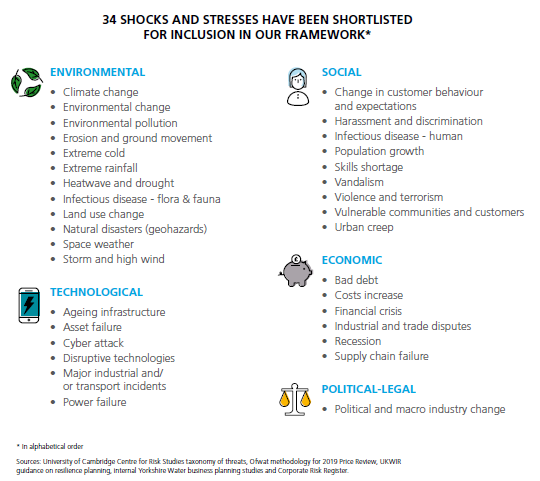 34 SHOCKS AND STRESSES HAVE BEEN SHORTLISTED
FOR INCLUSION IN OUR FRAMEWORK*
ENVIRONMENTAL
• Climate change
• Environmental change
• Environmental pollution
• Erosion and ground movement
• Extreme cold
• Extreme rainfall
• Heatwave and drought
• Infectious disease - flora & fauna
• Land use change
• Natural disasters (geohazards)
• Space weather
• Storm and high wind
TECHNOLOGICAL
• Ageing infrastructure
• Asset failure
• Cyber attack
• Disruptive technologies
• Major industrial and/
or transport incidents
• Power failure
SOCIAL
• Change in customer behaviour
and expectations
• Harassment and discrimination
• Infectious disease - human
• Population growth
• Skills shortage
• Vandalism
• Violence and terrorism
• Vulnerable communities and customers
• Urban creep
ECONOMIC
• Bad debt
• Costs increase
• Financial crisis
• Industrial and trade disputes
• Recession
• Supply chain failure
POLITICAL-LEGAL
• Political and macro industry change
* In alphabetical order
Sources: University of Cambridge Centre for Risk Studies taxonomy of threats, Ofwat methodology for 2019 Price Review, UKWIR
guidance on resilience planning, internal Yorkshire Water business planning studies and Corporate Risk Register.